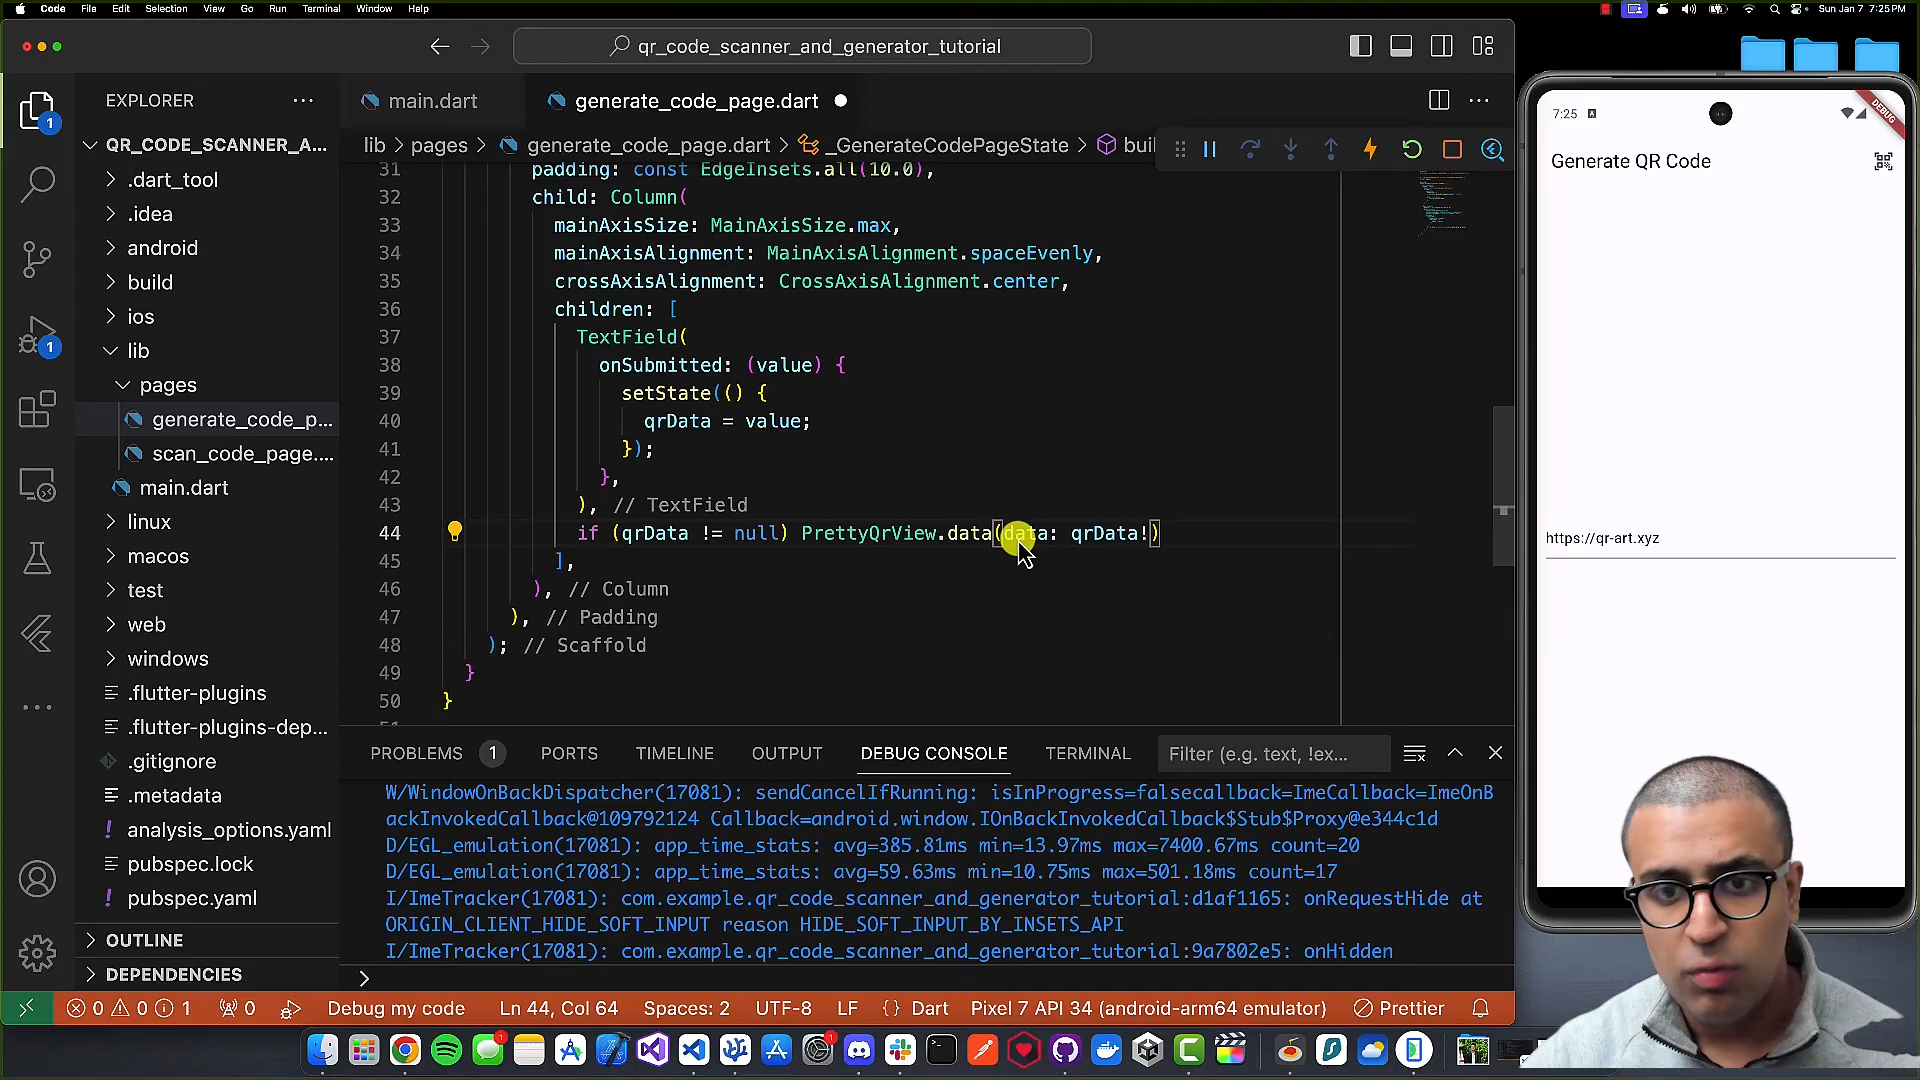 Code File Edit Selection View Go Run Terminal Window Help
Sun Jan 7 7:25 PM
qr_code_scanner_and_generator_tutorial
EXPLORER
main.dart
generate_code_page.dart
QR_CODE_SCANNER_A...
lib > pages > generate_code_page.dart > _GenerateCodePageState > buil
.dart_tool
.idea
android
build
ios
lib
pages
generate_code_p...
scan_code_page....
main.dart
linux
macos
test
web
windows
.flutter-plugins
.flutter-plugins-dep...
.gitignore
.metadata
analysis_options.yaml
pubspec.lock
pubspec.yaml
OUTLINE
DEPENDENCIES
1
1
31 padding: const EdgeInsets.all(10.0),
32 child: Column(
33 mainAxisSize: MainAxisSize.max,
34 mainAxisAlignment: MainAxisAlignment.spaceEvenly,
35 crossAxisAlignment: CrossAxisAlignment.center,
36 children: [
37 TextField(
38 onSubmitted: (value) {
39 setState(() {
40 qrData = value;
41 });
42 },
43 ), // TextField
44 if (qrData != null) PrettyQrView.data(data: qrData!)
45 ],
46 ), // Column
47 ), // Padding
48 ); // Scaffold
49 }
50 }
PROBLEMS 1 PORTS TIMELINE OUTPUT DEBUG CONSOLE TERMINAL Filter (e.g. text, !ex...
W/WindowOnBackDispatcher(17081): sendCancelIfRunning: isInProgress=falsecallback=ImeCallback=ImeOnB
ackInvokedCallback@109792124 Callback=android.window.IOnBackInvokedCallback$Stub$Proxy@e344c1d
D/EGL_emulation(17081): app_time_stats: avg=385.81ms min=13.97ms max=7400.67ms count=20
D/EGL_emulation(17081): app_time_stats: avg=59.63ms min=10.75ms max=501.18ms count=17
I/ImeTracker(17081): com.example.qr_code_scanner_and_generator_tutorial:d1af1165: onRequestHide at
ORIGIN_CLIENT_HIDE_SOFT_INPUT reason HIDE_SOFT_INPUT_BY_INSETS_API
I/ImeTracker(17081): com.example.qr_code_scanner_and_generator_tutorial:9a7802e5: onHidden
>
0 0 1 0 Debug my code Ln 44, Col 64 Spaces: 2 UTF-8 LF {} Dart Pixel 7 API 34 (android-arm64 emulator) Prettier
7:25
DEBUG
Generate QR Code
https://qr-art.xyz